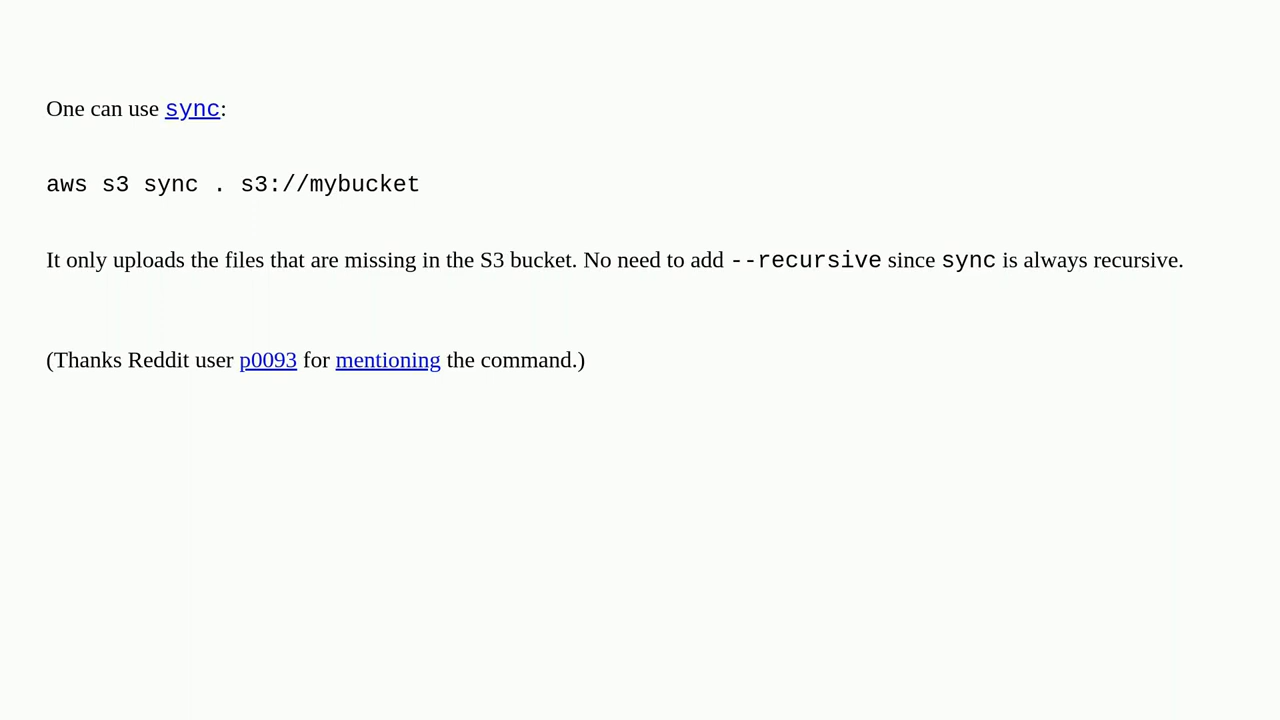 One can use sync:
aws s3 sync . s3://mybucket
It only uploads the files that are missing in the S3 bucket. No need to add --recursive since sync is always recursive.
(Thanks Reddit user p0093 for mentioning the command.)